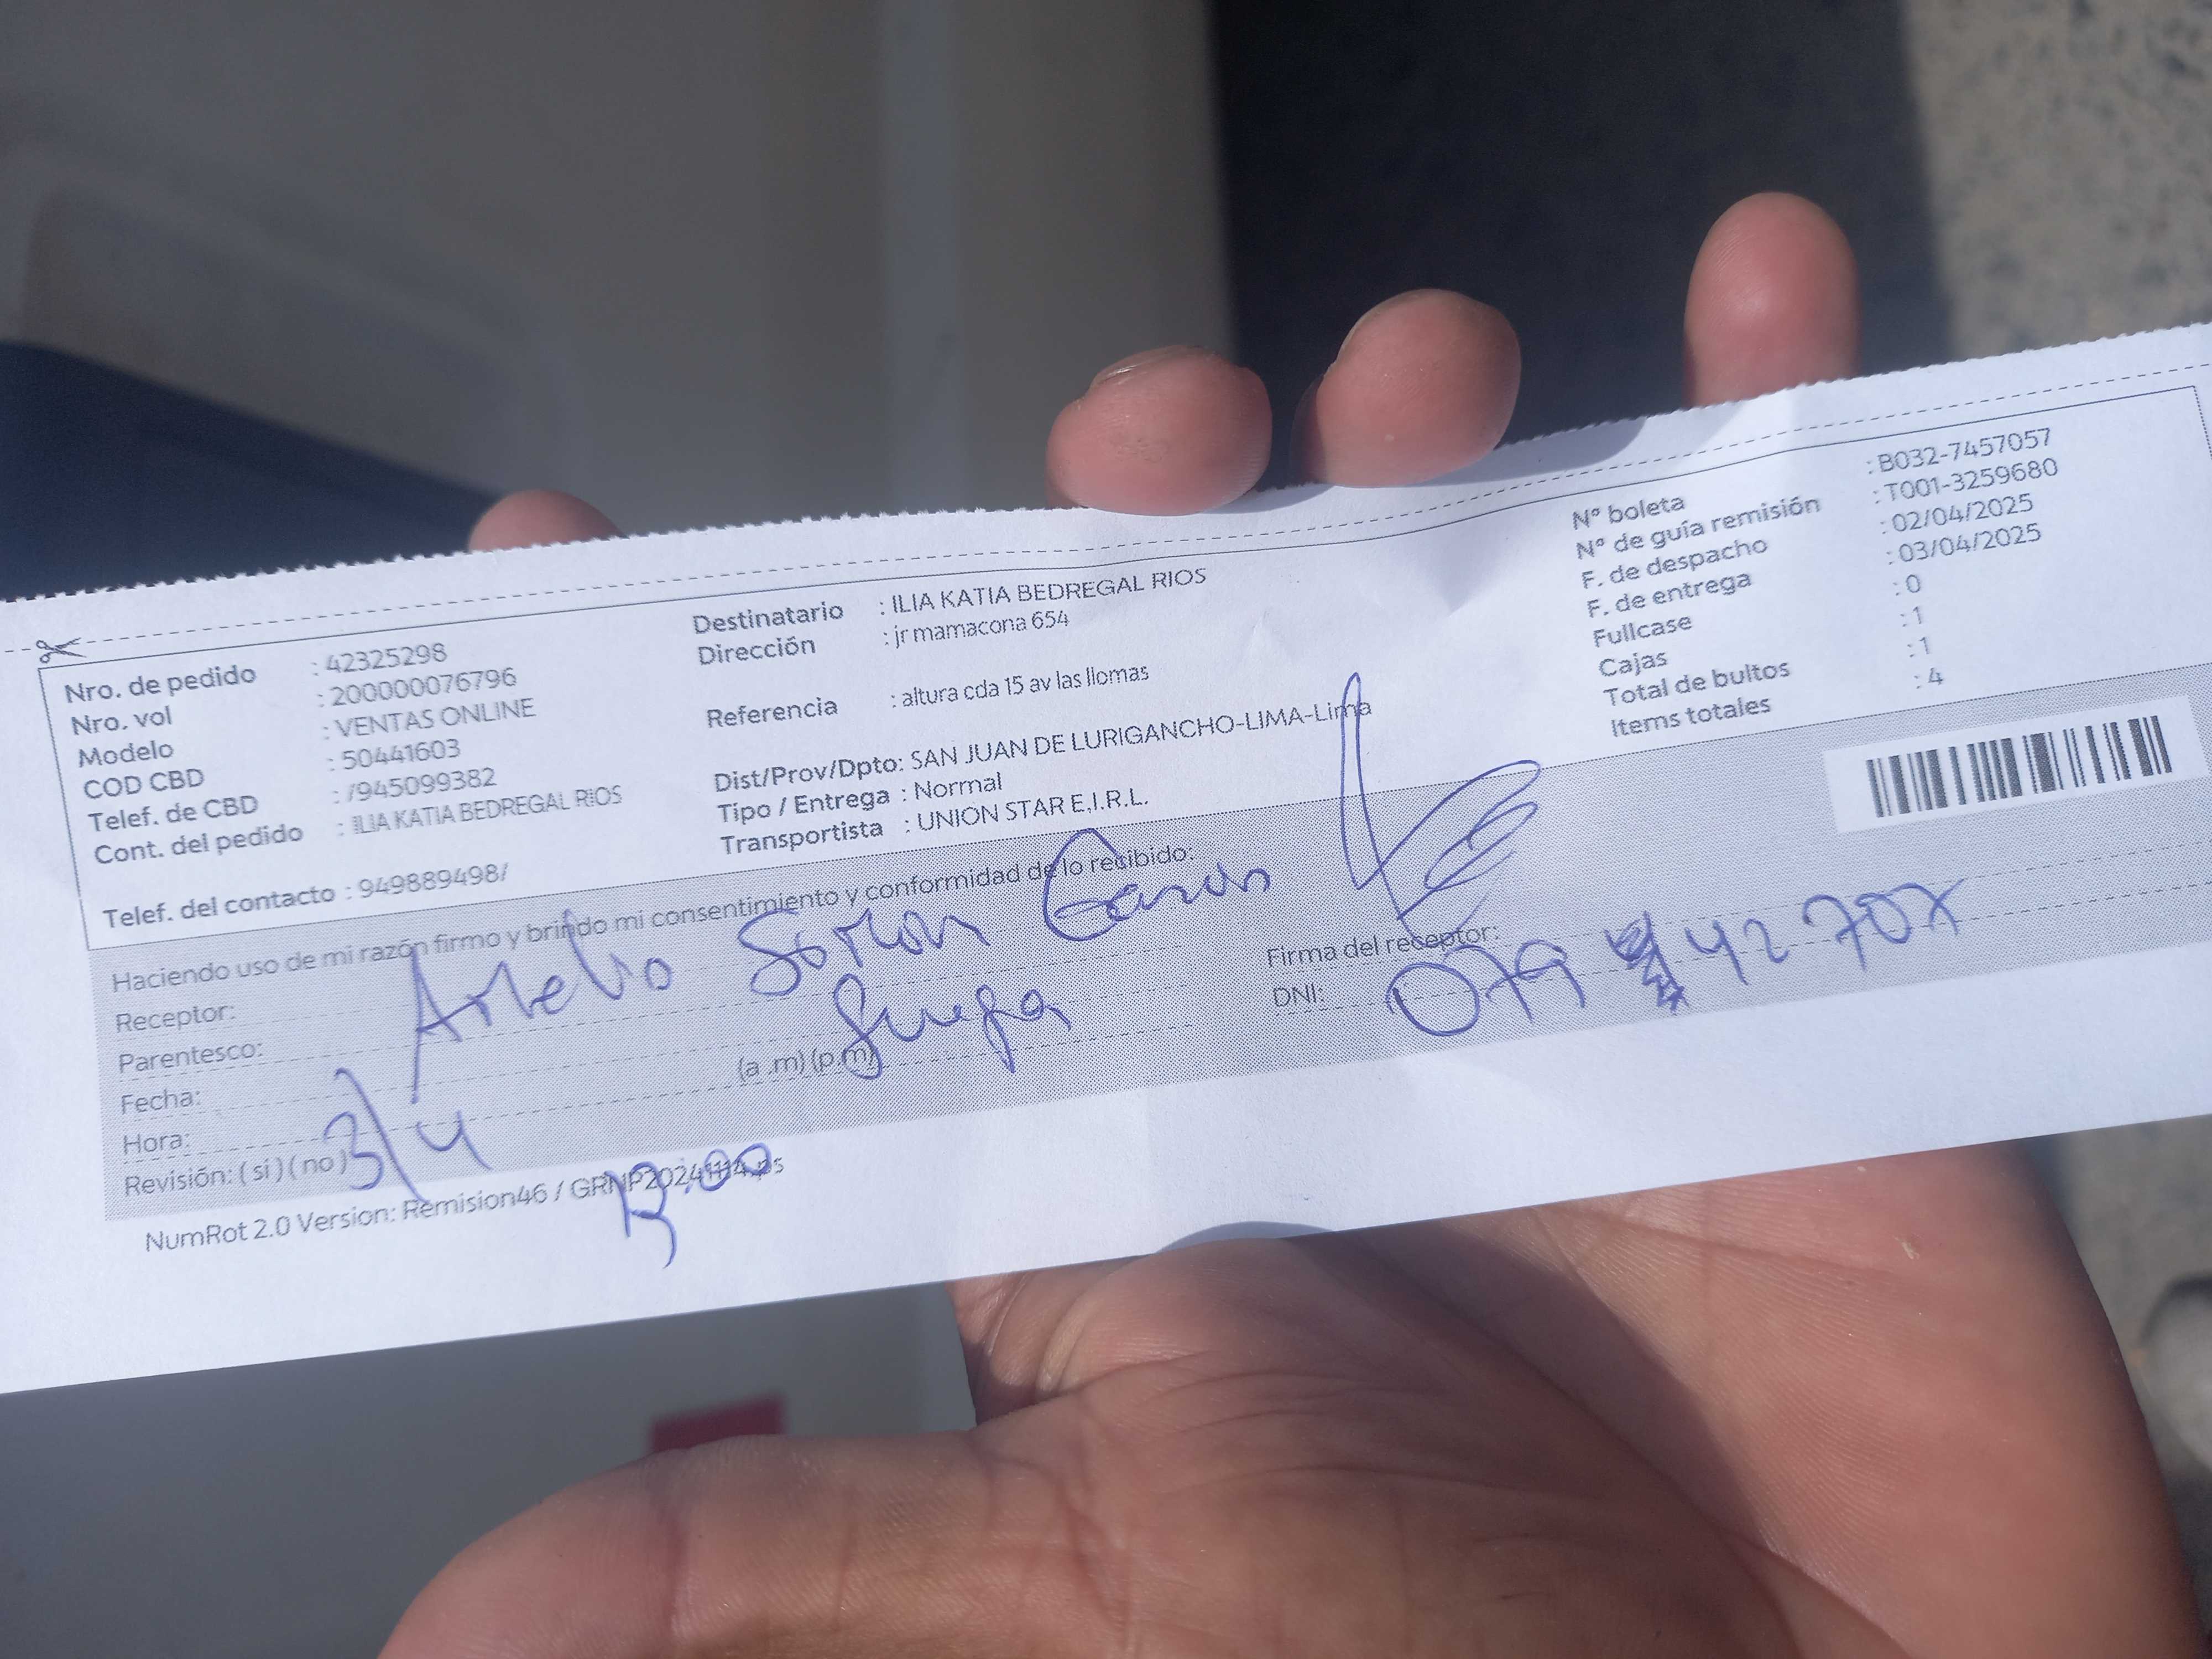 Nro. de pedido : 42325298
Nro. vol : 200000076796
Modelo : VENTAS ONLINE
COD CBD : 50441603
Telef. de CBD : /945099382
Cont. del pedido : ILIA KATIA BEDREGAL RIOS
Telef. del contacto : 949889498/
Destinatario : ILIA KATIA BEDREGAL RIOS
Dirección : jr mamacona 654
Referencia : altura cda 15 av las llomas
Dist/Prov/Dpto: SAN JUAN DE LURIGANCHO-LIMA-Lima
Tipo / Entrega : Normal
Transportista : UNION STAR E.I.R.L.
N° boleta : B032-7457057
N° de guía remisión : T001-3259680
F. de despacho : 02/04/2025
F. de entrega : 03/04/2025
Fullcase : 0
Cajas : 1
Total de bultos : 1
Items totales : 4
Haciendo uso de mi razón firmo y brindo mi consentimiento y conformidad de lo recibido:
Receptor:
Parentesco: Suegra
Fecha: 3/4
Hora: (a .m) (p.m)
Revisión: ( si ) ( no )
Firma del receptor:
DNI:
NumRot 2.0 Version: Remision46 / GRNP20241114.ps